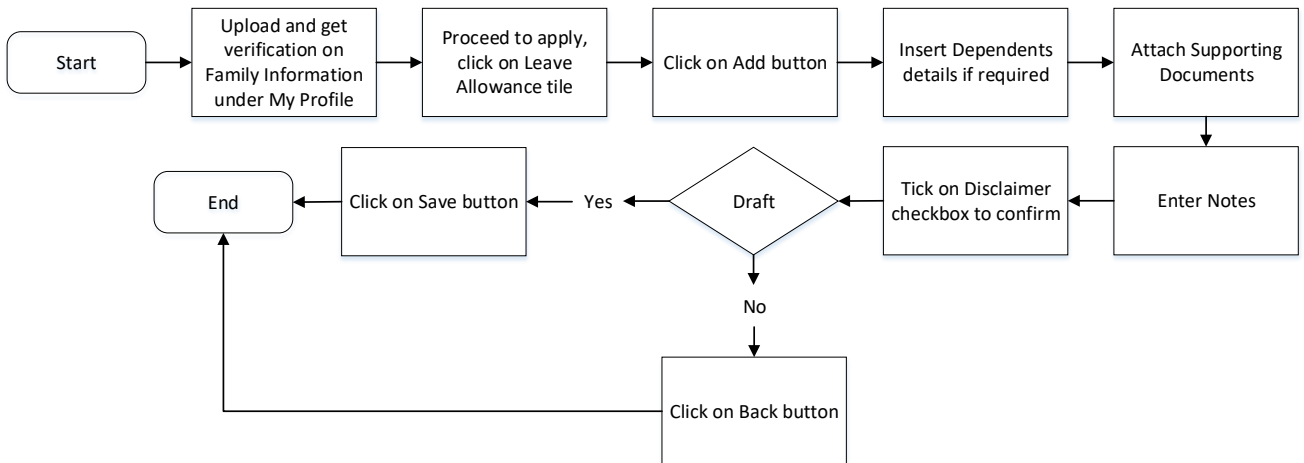 Start
Upload and get
verification on
Family Information
under My Profile
Proceed to apply,
click on Leave
Allowance tile
Click on Add button
Insert Dependents
details if required
Attach Supporting
Documents
Enter Notes
Tick on Disclaimer
checkbox to confirm
Draft
Yes
Click on Save button
End
No
Click on Back button